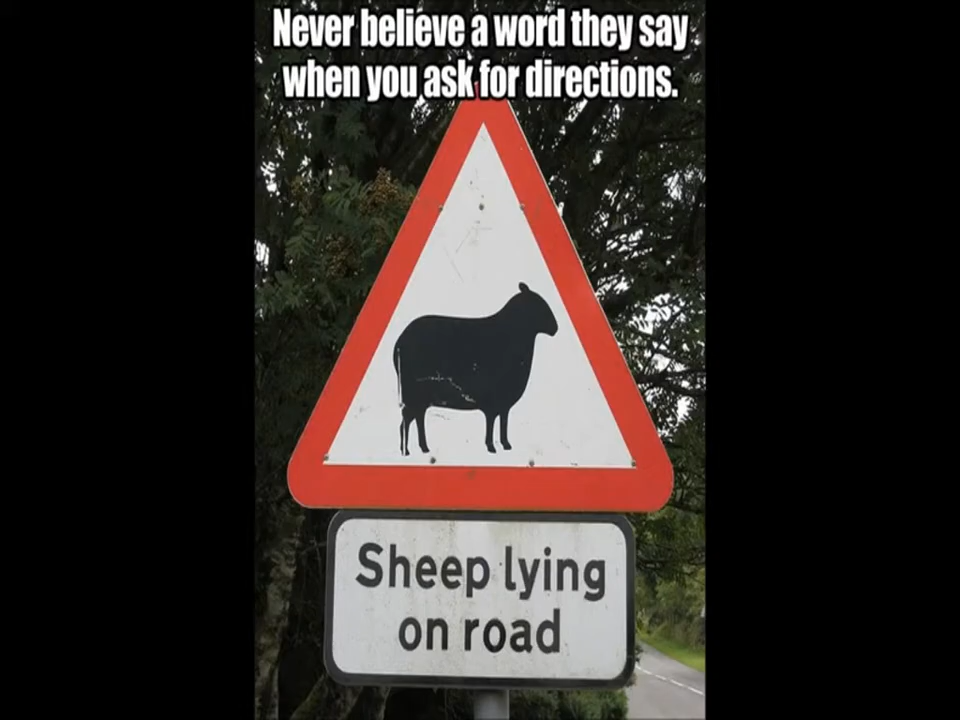 Never believe a word they say
when you ask for directions.
Sheep lying
on road